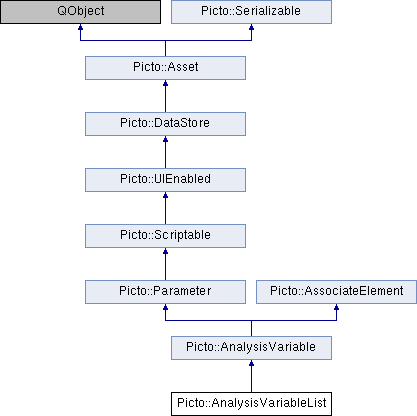 QObject
Picto::Serializable
Picto::Asset
Picto::DataStore
Picto::UIEnabled
Picto::Scriptable
Picto::Parameter
Picto::AssociateElement
Picto::AnalysisVariable
Picto::AnalysisVariableList